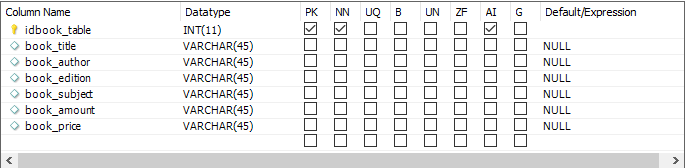 Column Name Datatype PK NN UQ B UN ZF AI G Default/Expression
idbook_table INT(11)
book_title VARCHAR(45) NULL
book_author VARCHAR(45) NULL
book_edition VARCHAR(45) NULL
book_subject VARCHAR(45) NULL
book_amount VARCHAR(45) NULL
book_price VARCHAR(45) NULL